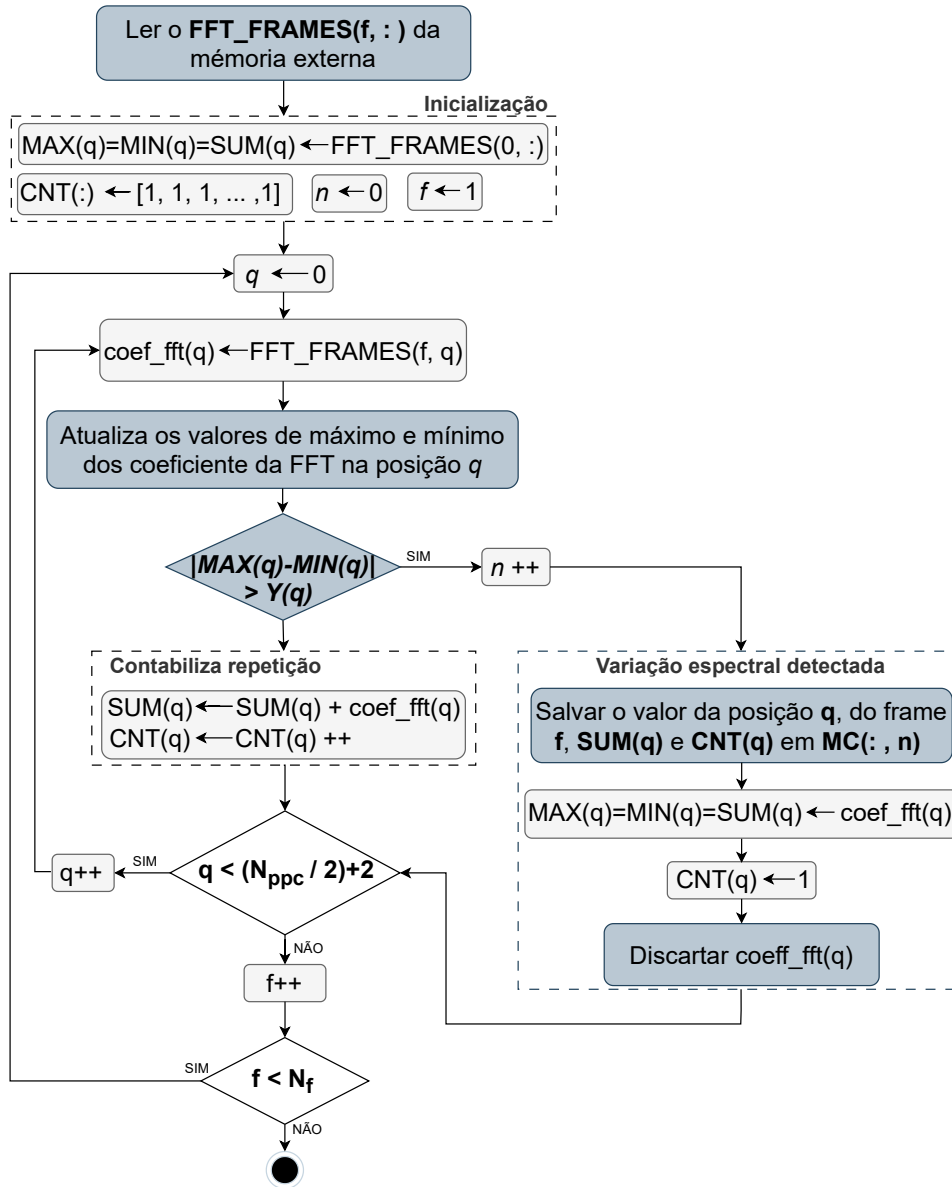 Ler o FFT_FRAMES(f, : ) da
mémoria externa
Inicialização
MAX(q)=MIN(q)=SUM(q) ← FFT_FRAMES(0, :)
CNT(:) ← [1, 1, 1, ... ,1]
n ← 0
f ← 1
q ← 0
coef_fft(q) ← FFT_FRAMES(f, q)
Atualiza os valores de máximo e mínimo
dos coeficiente da FFT na posição q
|MAX(q)-MIN(q)|
> Y(q)
SIM
n ++
Contabiliza repetição
SUM(q) ← SUM(q) + coef_fft(q)
CNT(q) ← CNT(q) ++
Variação espectral detectada
Salvar o valor da posição q, do frame
f, SUM(q) e CNT(q) em MC(: , n)
MAX(q)=MIN(q)=SUM(q) ← coef_fft(q)
CNT(q) ← 1
Discartar coeff_fft(q)
q < (Nppc / 2)+2
SIM
q++
NÃO
f++
f < Nf
SIM
NÃO